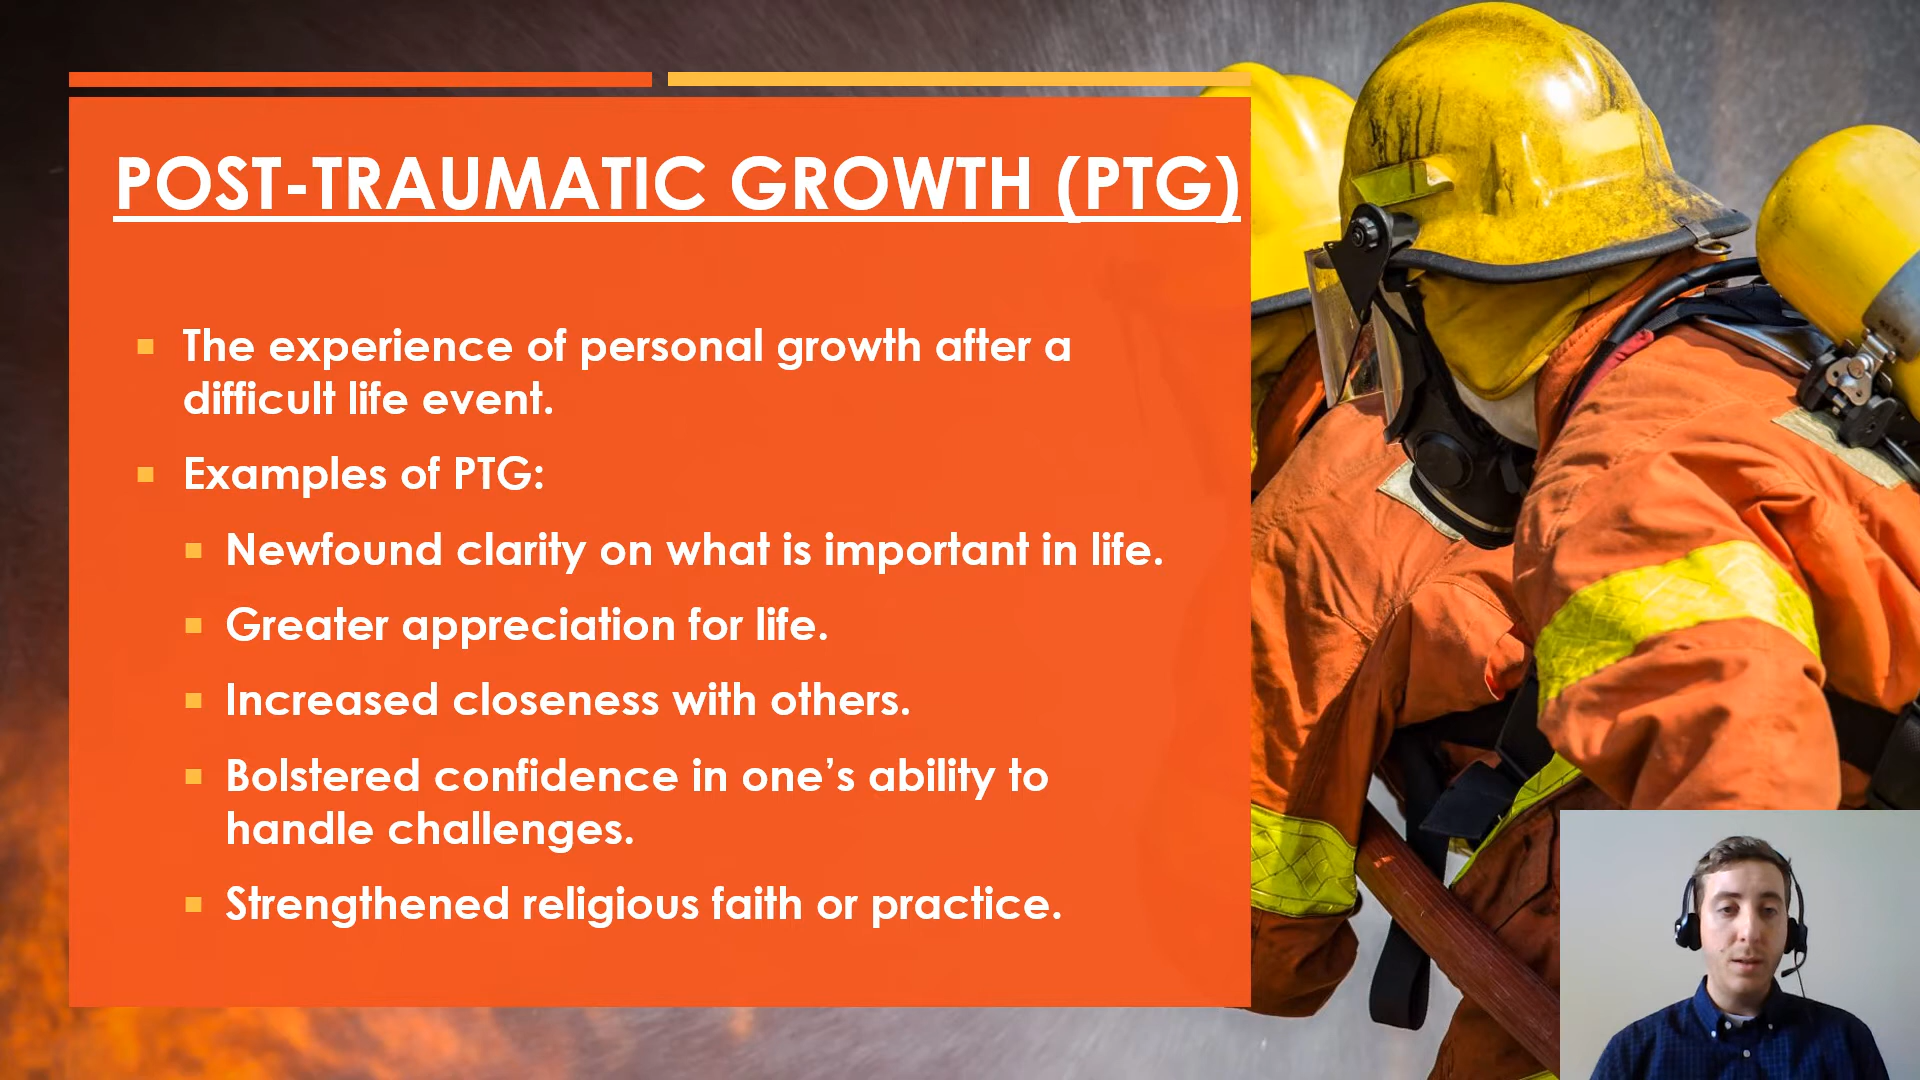 POST-TRAUMATIC GROWTH (PTG)
The experience of personal growth after a
difficult life event.
Examples of PTG:
Newfound clarity on what is important in life.
Greater appreciation for life.
Increased closeness with others.
Bolstered confidence in one’s ability to
handle challenges.
Strengthened religious faith or practice.